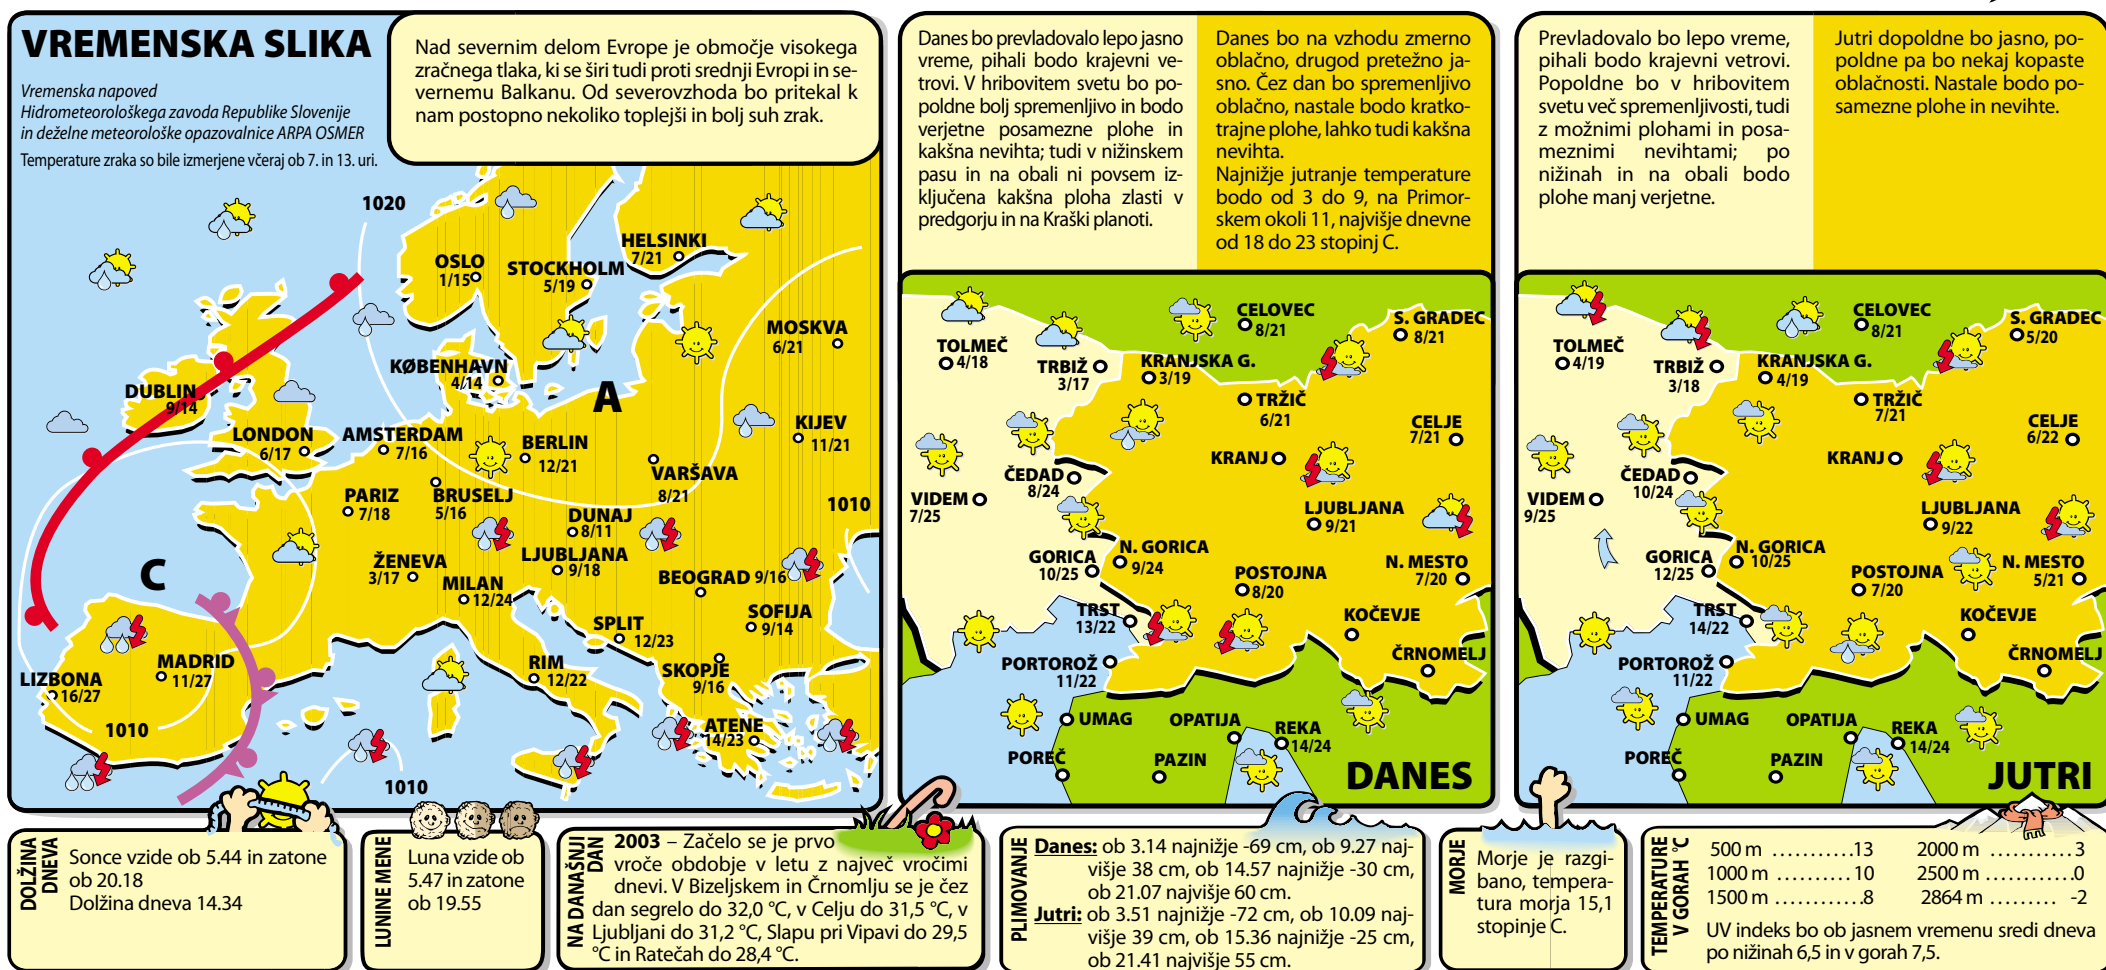 VREMENSKA SLIKA
Vremenska napoved
Hidrometeorološkega zavoda Republike Slovenije
in deželne meteorološke opazovalnice ARPA OSMER
Temperature zraka so bile izmerjene včeraj ob 7. in 13. uri.
Nad severnim delom Evrope je območje visokega
zračnega tlaka, ki se širi tudi proti srednji Evropi in se-
vernemu Balkanu. Od severovzhoda bo pritekal k
nam postopno nekoliko toplejši in bolj suh zrak.
1020
HELSINKI
7/21
OSLO
1/15
STOCKHOLM
5/19
MOSKVA
6/21
KØBENHAVN
4/14
A
DUBLIN
9/14
LONDON
6/17
AMSTERDAM
7/16
BERLIN
12/21
KIJEV
11/21
VARŠAVA
8/21
PARIZ
7/18
BRUSELJ
5/16
1010
DUNAJ
8/11
C
ŽENEVA
3/17
LJUBLJANA
9/18
MILAN
12/24
BEOGRAD 9/16
SOFIJA
9/14
SPLIT
12/23
MADRID
11/27
LIZBONA
16/27
RIM
12/22
SKOPJE
9/16
1010
ATENE
14/23
1010
Danes bo prevladovalo lepo jasno
vreme, pihali bodo krajevni ve-
trovi. V hribovitem svetu bo po-
poldne bolj spremenljivo in bodo
verjetne posamezne plohe in
kakšna nevihta; tudi v nižinskem
pasu in na obali ni povsem iz-
ključena kakšna ploha zlasti v
predgorju in na Kraški planoti.
Danes bo na vzhodu zmerno
oblačno, drugod pretežno ja-
sno. Čez dan bo spremenljivo
oblačno, nastale bodo kratko-
trajne plohe, lahko tudi kakšna
nevihta.
Najnižje jutranje temperature
bodo od 3 do 9, na Primor-
skem okoli 11, najvišje dnevne
od 18 do 23 stopinj C.
CELOVEC
8/21
S. GRADEC
8/21
TOLMEČ
4/18
TRBIŽ
3/17
KRANJSKA G.
3/19
TRŽIČ
6/21
CELJE
7/21
KRANJ
ČEDAD
8/24
VIDEM
7/25
LJUBLJANA
9/21
GORICA
10/25
N. GORICA
9/24
POSTOJNA
8/20
N. MESTO
7/20
TRST
13/22
KOČEVJE
PORTOROŽ
11/22
ČRNOMELJ
UMAG
OPATIJA
REKA
14/24
POREČ
PAZIN
DANES
Prevladovalo bo lepo vreme,
pihali bodo krajevni vetrovi.
Popoldne bo v hribovitem
svetu več spremenljivosti, tudi
z možnimi plohami in posa-
meznimi nevihtami; po
nižinah in na obali bodo
plohe manj verjetne.
Jutri dopoldne bo jasno, po-
poldne pa bo nekaj kopaste
oblačnosti. Nastale bodo po-
samezne plohe in nevihte.
CELOVEC
8/21
S. GRADEC
5/20
TOLMEČ
4/19
TRBIŽ
3/18
KRANJSKA G.
4/19
TRŽIČ
7/21
CELJE
6/22
KRANJ
ČEDAD
10/24
VIDEM
9/25
LJUBLJANA
9/22
GORICA
12/25
N. GORICA
10/25
POSTOJNA
7/20
N. MESTO
5/21
TRST
14/22
KOČEVJE
PORTOROŽ
11/22
ČRNOMELJ
UMAG
OPATIJA
REKA
14/24
POREČ
PAZIN
JUTRI
DOLŽINA
DNEVA
Sonce vzide ob 5.44 in zatone
ob 20.18
Dolžina dneva 14.34
LUNINE MENE
Luna vzide ob
5.47 in zatone
ob 19.55
NA DANAŠNJI
DAN
2003 – Začelo se je prvo
vroče obdobje v letu z največ vročimi
dnevi. V Bizeljskem in Črnomlju se je čez
dan segrelo do 32,0 °C, v Celju do 31,5 °C, v
Ljubljani do 31,2 °C, Slapu pri Vipavi do 29,5
°C in Ratečah do 28,4 °C.
PLIMOVANJE
Danes: ob 3.14 najnižje -69 cm, ob 9.27 naj-
višje 38 cm, ob 14.57 najnižje -30 cm,
ob 21.07 najvišje 60 cm.
Jutri: ob 3.51 najnižje -72 cm, ob 10.09 naj-
višje 39 cm, ob 15.36 najnižje -25 cm,
ob 21.41 najvišje 55 cm.
MORJE
Morje je razgi-
bano, tempera-
tura morja 15,1
stopinje C.
TEMPERATURE
V GORAH °C
500 m ...........13
1000 m ..........10
1500 m ...........8
2000 m ...........3
2500 m ...........0
2864 m ......... -2
UV indeks bo ob jasnem vremenu sredi dneva
po nižinah 6,5 in v gorah 7,5.